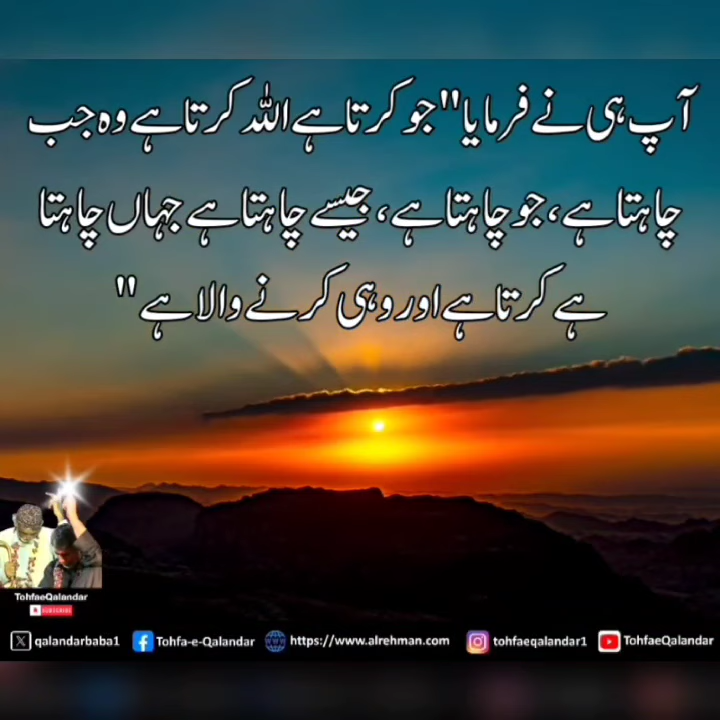 آپ ہی نے فرمایا"جو کرتا ہے اللہ کرتا ہے وہ جب
چاہتا ہے، جو چاہتا ہے، جیسے چاہتا ہے جہاں چاہتا
ہے کرتا ہے اور وہی کرنے والا ہے"
TohfaeQalandar
SUBSCRIBE
qalandarbaba1 Tohfa-e-Qalandar https://www.alrehman.com tohfaeqalandar1 TohfaeQalandar